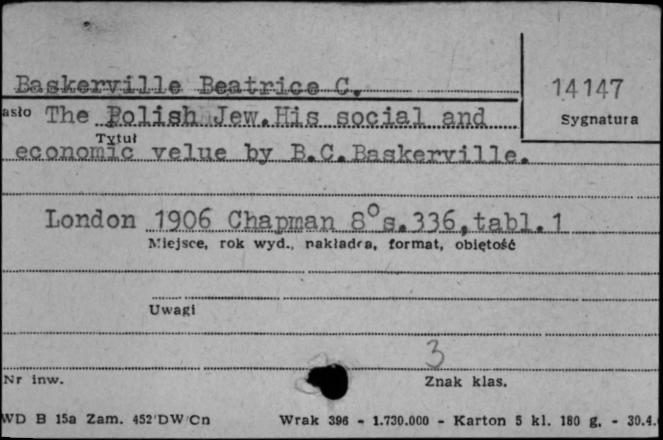 Baskerville Beatrice C.
14147
asło The Polish Jew.His social and
Sygnatura
Tytuł
economic velue by B.C.Baskerville.
London 1906 Chapman 8° s.336,tabl.1
Miejsce, rok wyd., nakładca, format, objętość
Uwagi
3
Nr inw.
Znak klas.
WD B 15a Zam. 452 DW Cn Wrak 396 - 1.730.000 - Karton 5 kl. 180 g. - 30.4.